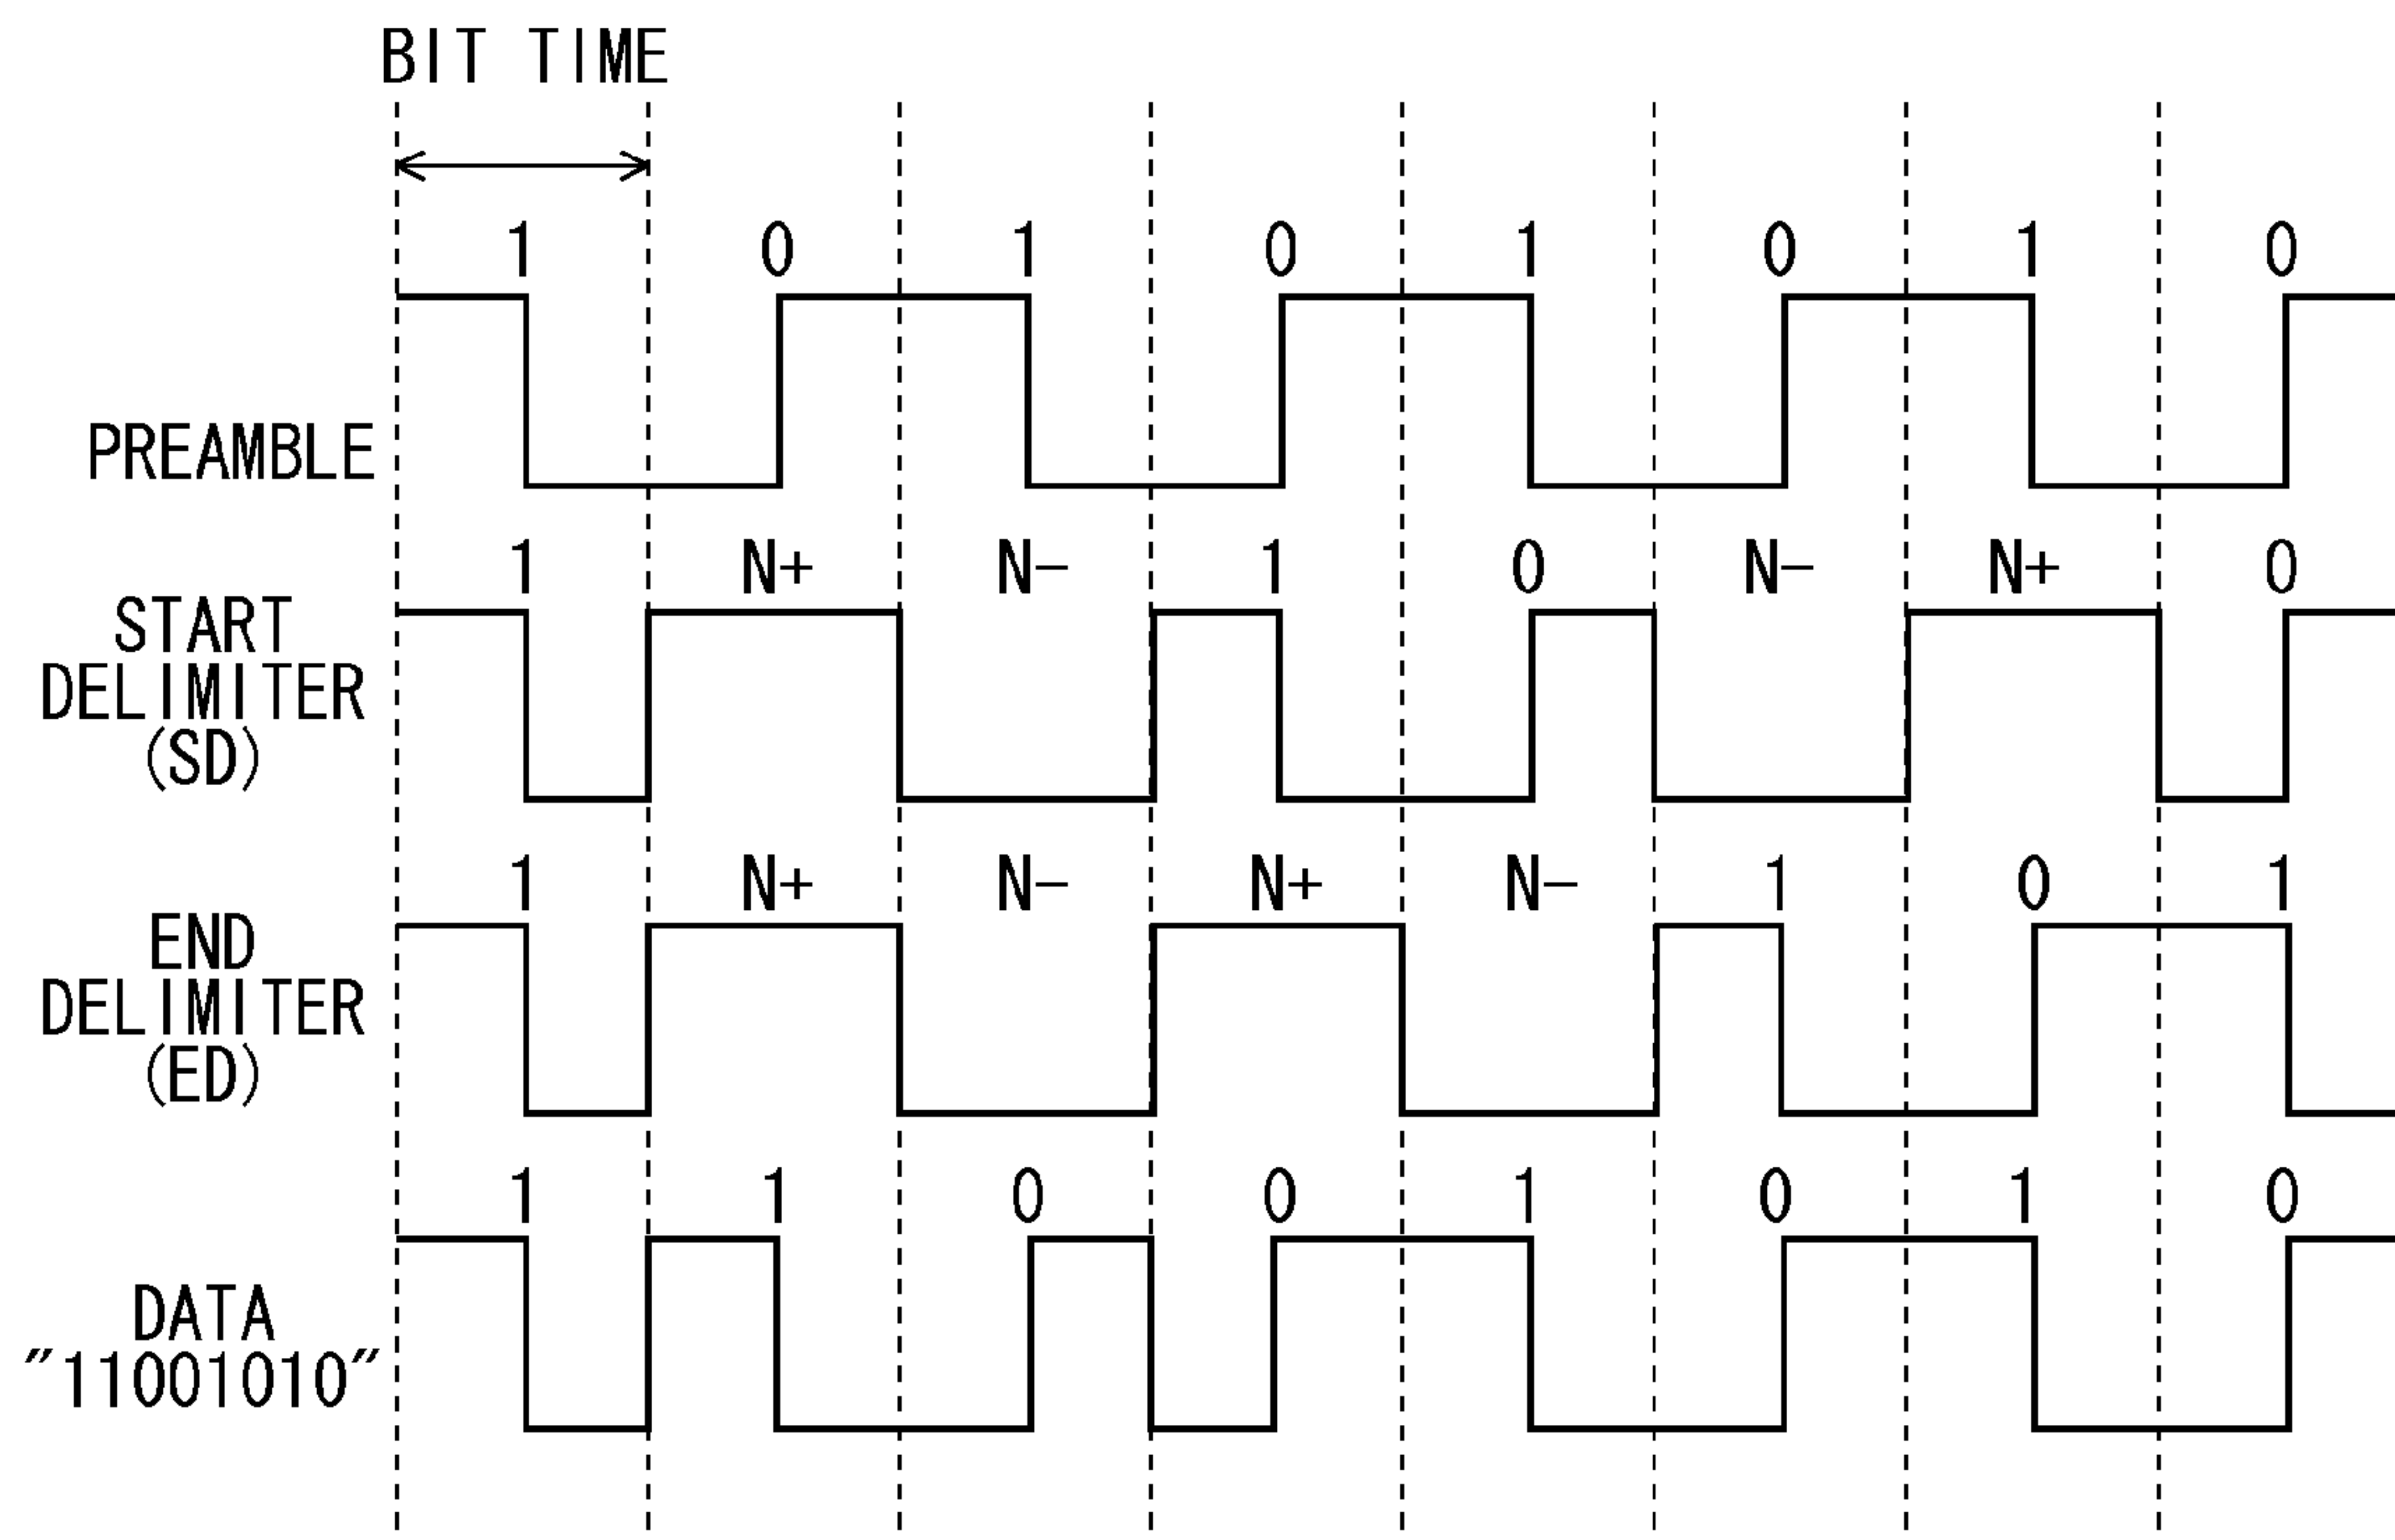 BIT TIME
1 0 1 0 1 0 1 0
PREAMBLE
1 N+ N- 1 0 N- N+ 0
START
DELIMITER
(SD)
1 N+ N- N+ N- 1 0 1
END
DELIMITER
(ED)
1 1 0 0 1 0 1 0
DATA
"11001010"